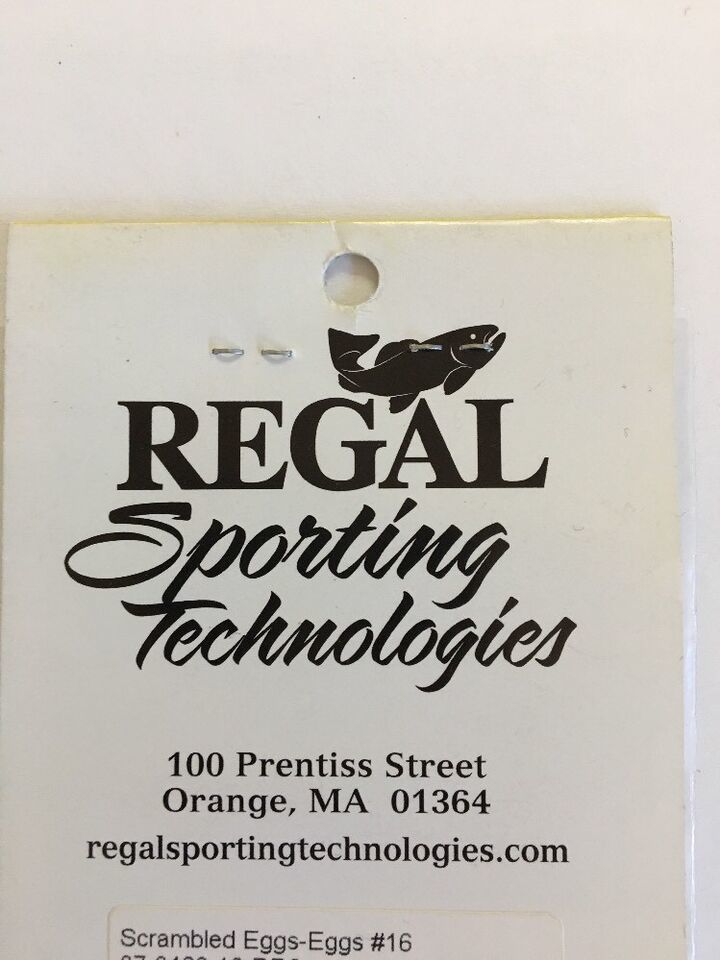 REGAL
Sporting
Technologies
100 Prentiss Street
Orange, MA 01364
regalsportingtechnologies.com
Scrambled Eggs-Eggs #16